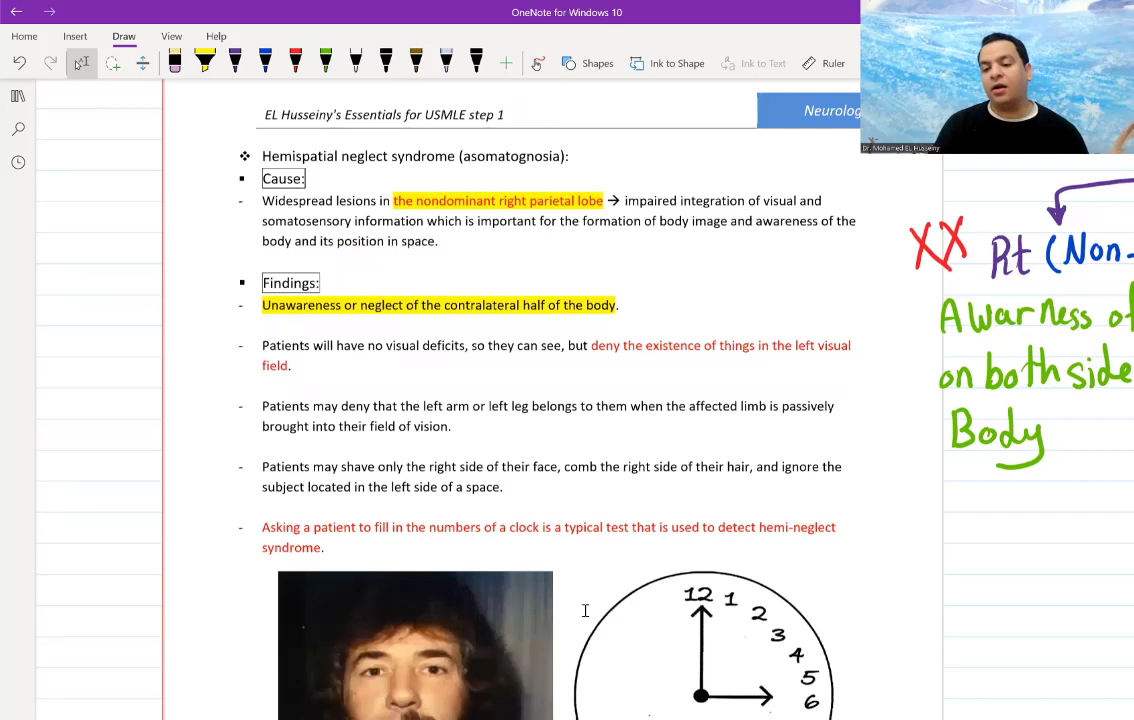 OneNote for Windows 10
Home Insert Draw View Help
Shapes Ink to Shape Ink to Text Ruler
Dr. Mohamed EL Husseiny
EL Husseiny's Essentials for USMLE step 1
Neurolog
❖ Hemispatial neglect syndrome (asomatognosia):
▪ Cause:
- Widespread lesions in the nondominant right parietal lobe → impaired integration of visual and
somatosensory information which is important for the formation of body image and awareness of the
body and its position in space.
▪ Findings:
- Unawareness or neglect of the contralateral half of the body.
- Patients will have no visual deficits, so they can see, but deny the existence of things in the left visual
field.
- Patients may deny that the left arm or left leg belongs to them when the affected limb is passively
brought into their field of vision.
- Patients may shave only the right side of their face, comb the right side of their hair, and ignore the
subject located in the left side of a space.
- Asking a patient to fill in the numbers of a clock is a typical test that is used to detect hemi-neglect
syndrome.
12
1
2
3
4
5
6
XX Rt (Non-
Awarness of
on both side
Body